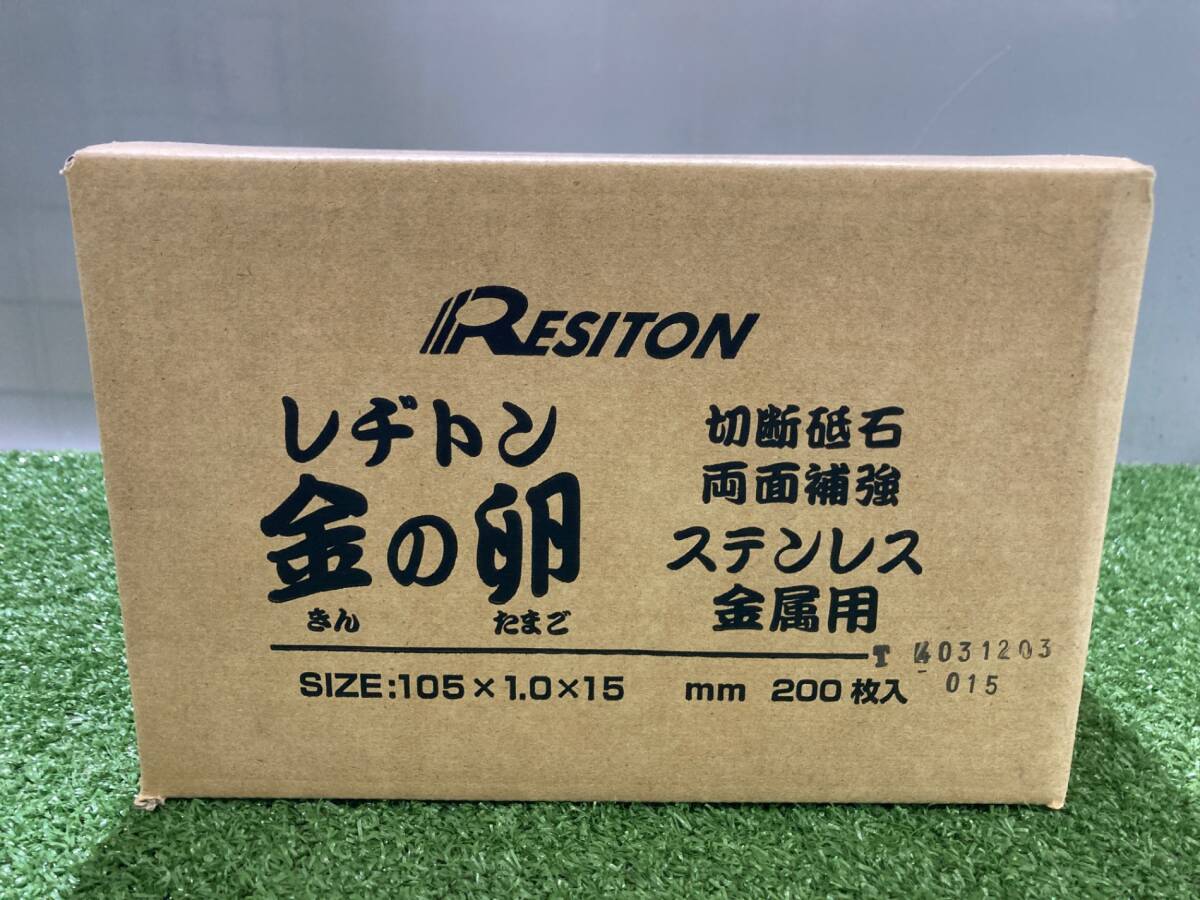 RESITON
レヂトン
金の卵
きん たまご
切断砥石
両面補強
ステンレス
金属用
T 4031203
015
SIZE:105×1.0×15 mm 200枚入